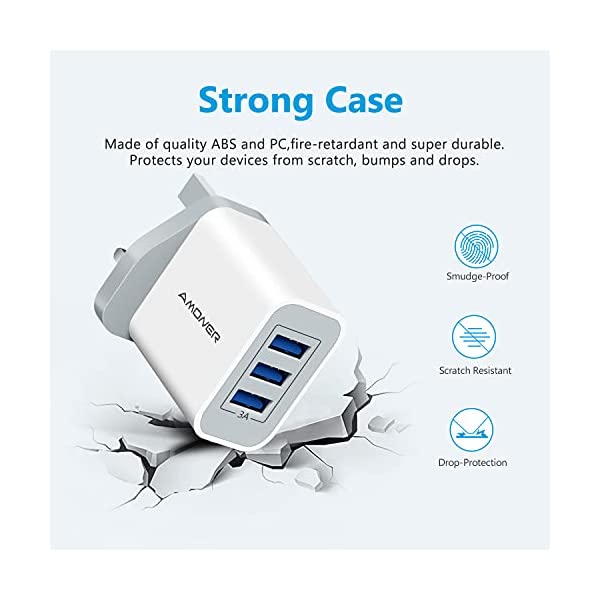 Strong Case
Made of quality ABS and PC,fire-retardant and super durable.
Protects your devices from scratch, bumps and drops.
Smudge-Proof
AMONER
Scratch Resistant
3A
Drop-Protection